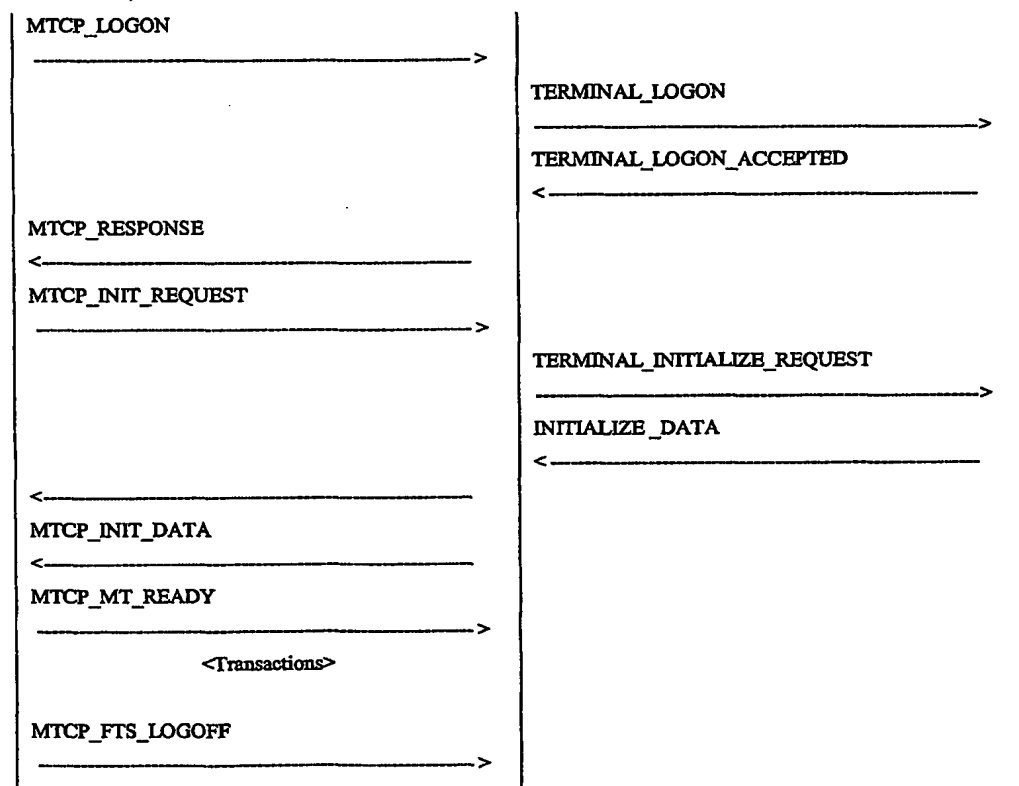 MTCP_LOGON
TERMINAL_LOGON
TERMINAL_LOGON_ACCEPTED
MTCP_RESPONSE
MTCP_INIT_REQUEST
TERMINAL_INITIALIZE_REQUEST
INITIALIZE_DATA
MTCP_INIT_DATA
MTCP_MT_READY
<Transactions>
MTCP_FTS_LOGOFF